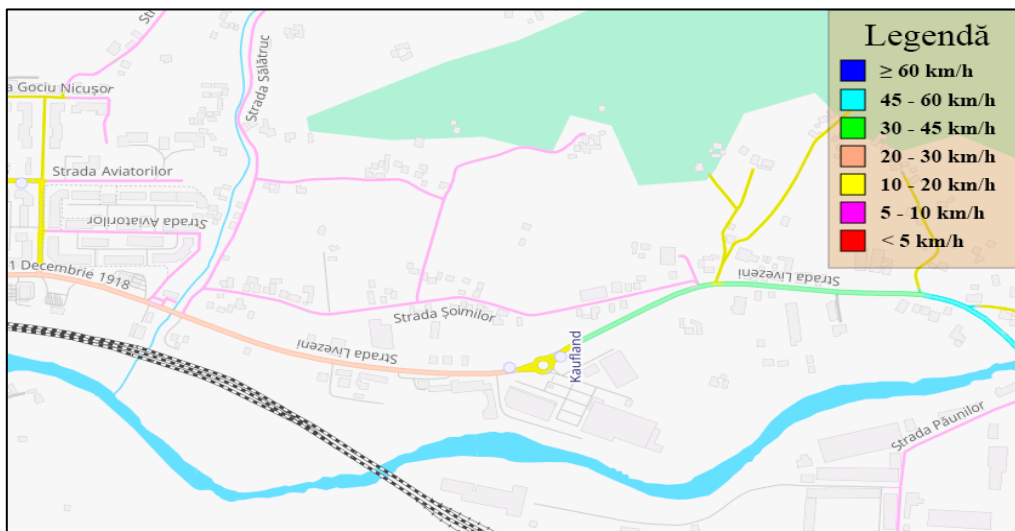 Legendă
≥ 60 km/h
45 - 60 km/h
30 - 45 km/h
20 - 30 km/h
10 - 20 km/h
5 - 10 km/h
< 5 km/h
Gociu Nicușor
Strada Sălătruc
Strada Aviatorilor
Strada Aviatorilor
1 Decembrie 1918
Strada Livezeni
Strada Șoimilor
Strada Livezeni
Kaufland
Strada Păunilor